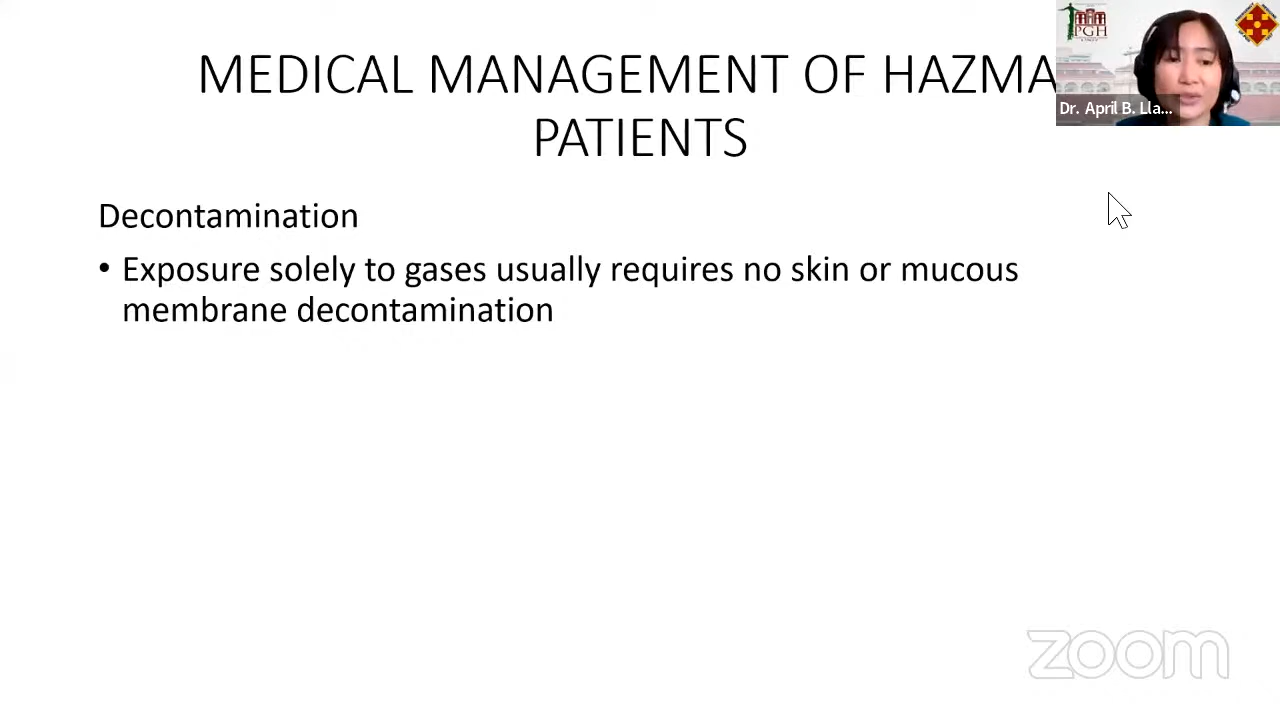 MEDICAL MANAGEMENT OF HAZMA
PATIENTS
PGH
Dr. April B. Lla...
Decontamination
• Exposure solely to gases usually requires no skin or mucous
membrane decontamination
zoom